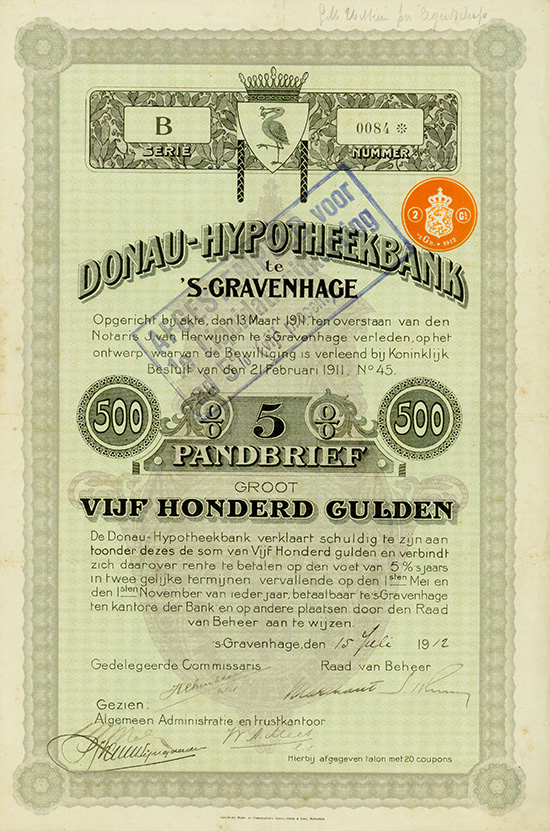 B
SERIE
0084 *
NUMMER
2 Gs
'sGR. * 1912
DONAU-HYPOTHEEKBANK
te
'S-GRAVENHAGE
Opgericht bij akte, den 13 Maart 1911, ten overstaan van den
Notaris J. van Herwijnen te 's Gravenhage verleden, op het
ontwerp waarvan de Bewilliging is verleend bij Koninklijk
Besluit van den 21 Februari 1911, No. 45.
500 % 5 % 500
PANDBRIEF
GROOT
VIJF HONDERD GULDEN
De Donau-Hypotheekbank verklaart schuldig te zijn aan
toonder dezes de som van Vijf Honderd gulden en verbindt
zich daarover rente te betalen op den voet van 5% 's jaars
in twee gelijke termijnen vervallende op den 1sten Mei en
den 1sten November van ieder jaar, betaalbaar te 's Gravenhage
ten kantore der Bank en op andere plaatsen door den Raad
van Beheer aan te wijzen.
's-Gravenhage, den 15 Juli 1912
Gedelegeerde Commissaris Raad van Beheer
Gezien:
Algemeen Administratie en trustkantoor
Hierbij afgegeven talon met 20 coupons